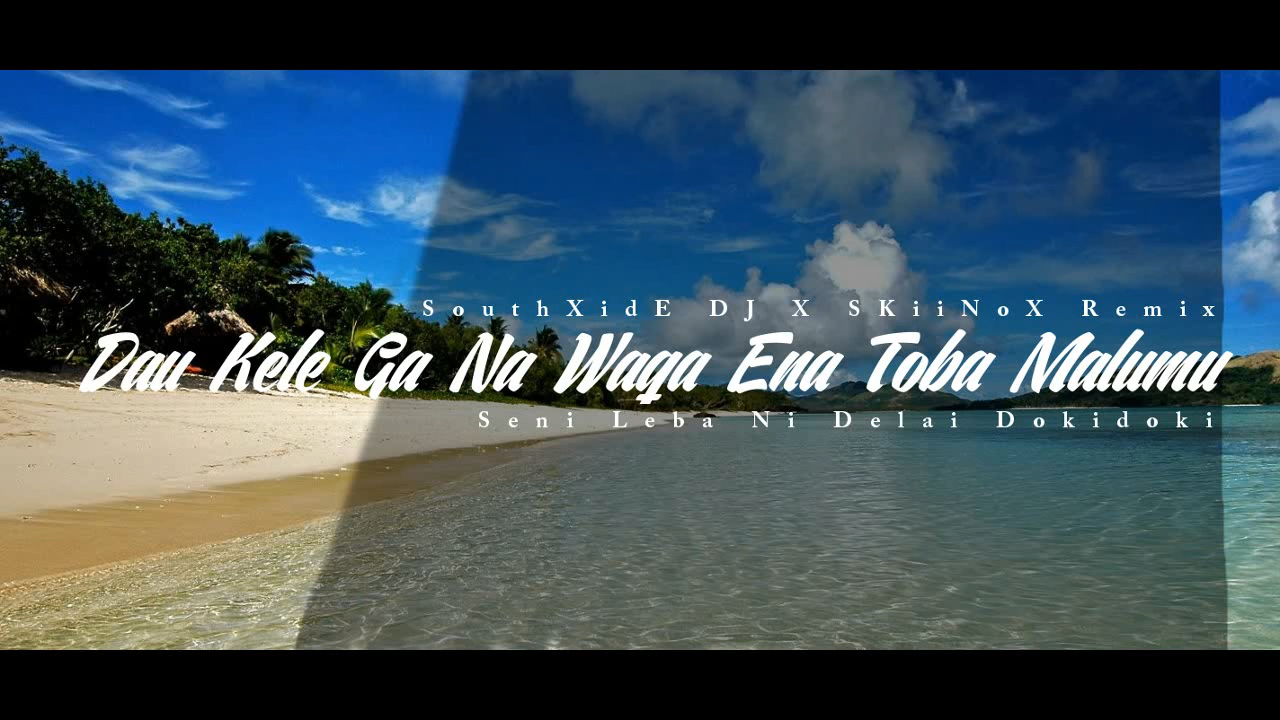 SouthXidE DJ X SKiiNoX Remix
Dau Kele Ga Na Waqa Ena Toba Malumu
Seni Leba Ni Delai Dokidoki